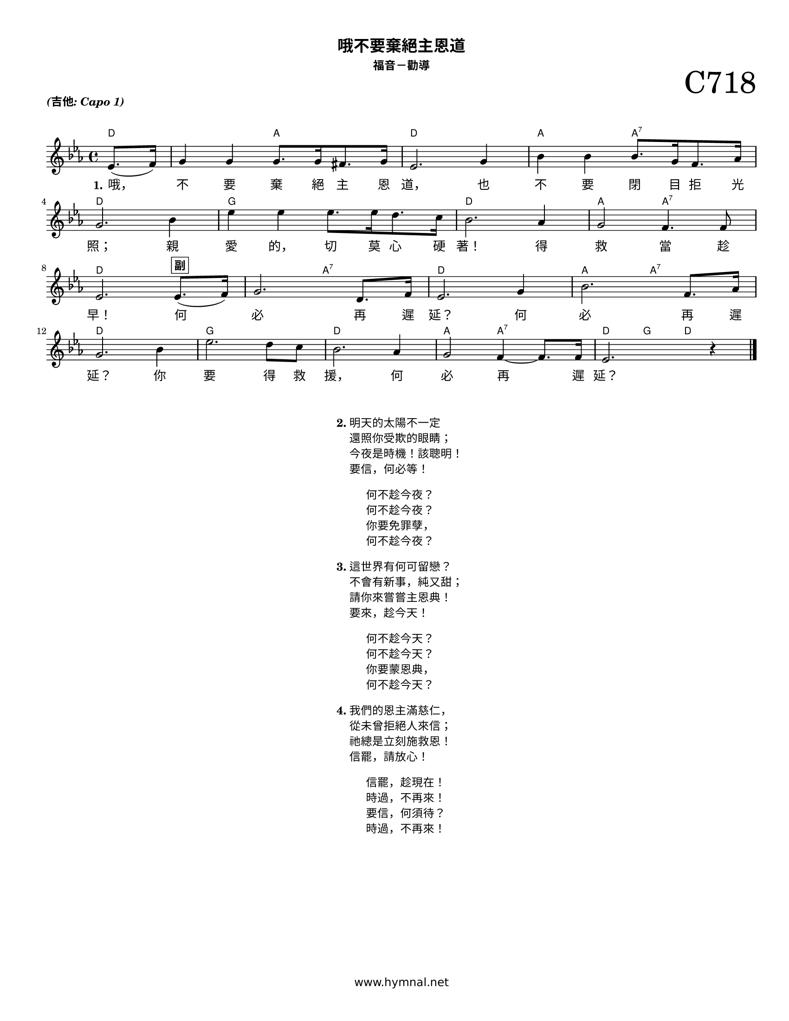 哦不要棄絕主恩道
福音－勸導
C718
(吉他: Capo 1)
D A D A A7
1. 哦， 不 要 棄 絕 主 恩 道， 也 不 要 閉 目 拒 光
4 D G D A A7
照； 親 愛 的， 切 莫 心 硬 著！ 得 救 當 趁
8 D 副 A7 D A A7
早！ 何 必 再 遲 延？ 何 必 再 遲
12 D G D A A7 D G D
延？ 你 要 得 救 援， 何 必 再 遲 延？
2. 明天的太陽不一定
還照你受欺的眼睛；
今夜是時機！該聰明！
要信，何必等！
何不趁今夜？
何不趁今夜？
你要免罪孽，
何不趁今夜？
3. 這世界有何可留戀？
不會有新事，純又甜；
請你來嘗嘗主恩典！
要來，趁今天！
何不趁今天？
何不趁今天？
你要蒙恩典，
何不趁今天？
4. 我們的恩主滿慈仁，
從未曾拒絕人來信；
祂總是立刻施救恩！
信罷，請放心！
信罷，趁現在！
時過，不再來！
要信，何須待？
時過，不再來！
www.hymnal.net